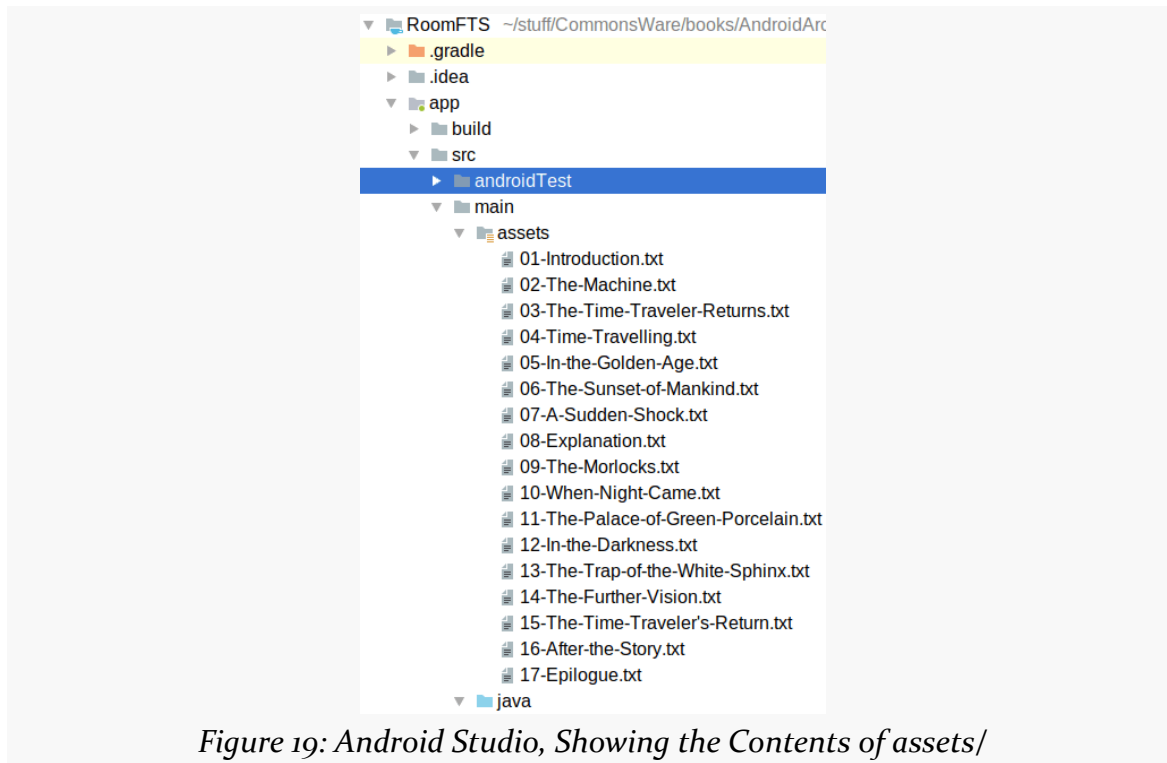 RoomFTS ~/stuff/CommonsWare/books/AndroidArc
.gradle
.idea
app
build
src
androidTest
main
assets
01-Introduction.txt
02-The-Machine.txt
03-The-Time-Traveler-Returns.txt
04-Time-Travelling.txt
05-In-the-Golden-Age.txt
06-The-Sunset-of-Mankind.txt
07-A-Sudden-Shock.txt
08-Explanation.txt
09-The-Morlocks.txt
10-When-Night-Came.txt
11-The-Palace-of-Green-Porcelain.txt
12-In-the-Darkness.txt
13-The-Trap-of-the-White-Sphinx.txt
14-The-Further-Vision.txt
15-The-Time-Traveler's-Return.txt
16-After-the-Story.txt
17-Epilogue.txt
java
Figure 19: Android Studio, Showing the Contents of assets/